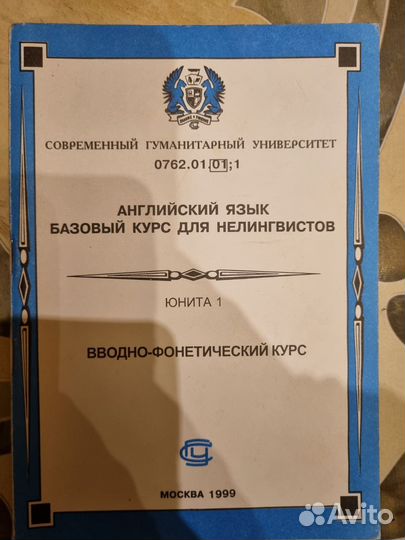 СОВРЕМЕННЫЙ ГУМАНИТАРНЫЙ УНИВЕРСИТЕТ
0762.01.01;1
АНГЛИЙСКИЙ ЯЗЫК
БАЗОВЫЙ КУРС ДЛЯ НЕЛИНГВИСТОВ
ЮНИТА 1
ВВОДНО-ФОНЕТИЧЕСКИЙ КУРС
МОСКВА 1999
Avito